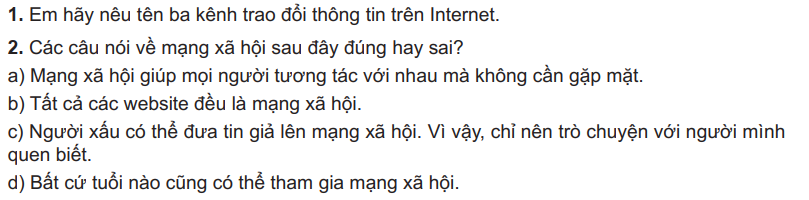 1. Em hãy nêu tên ba kênh trao đổi thông tin trên Internet.
2. Các câu nói về mạng xã hội sau đây đúng hay sai?
a) Mạng xã hội giúp mọi người tương tác với nhau mà không cần gặp mặt.
b) Tất cả các website đều là mạng xã hội.
c) Người xấu có thể đưa tin giả lên mạng xã hội. Vì vậy, chỉ nên trò chuyện với người mình
quen biết.
d) Bất cứ tuổi nào cũng có thể tham gia mạng xã hội.